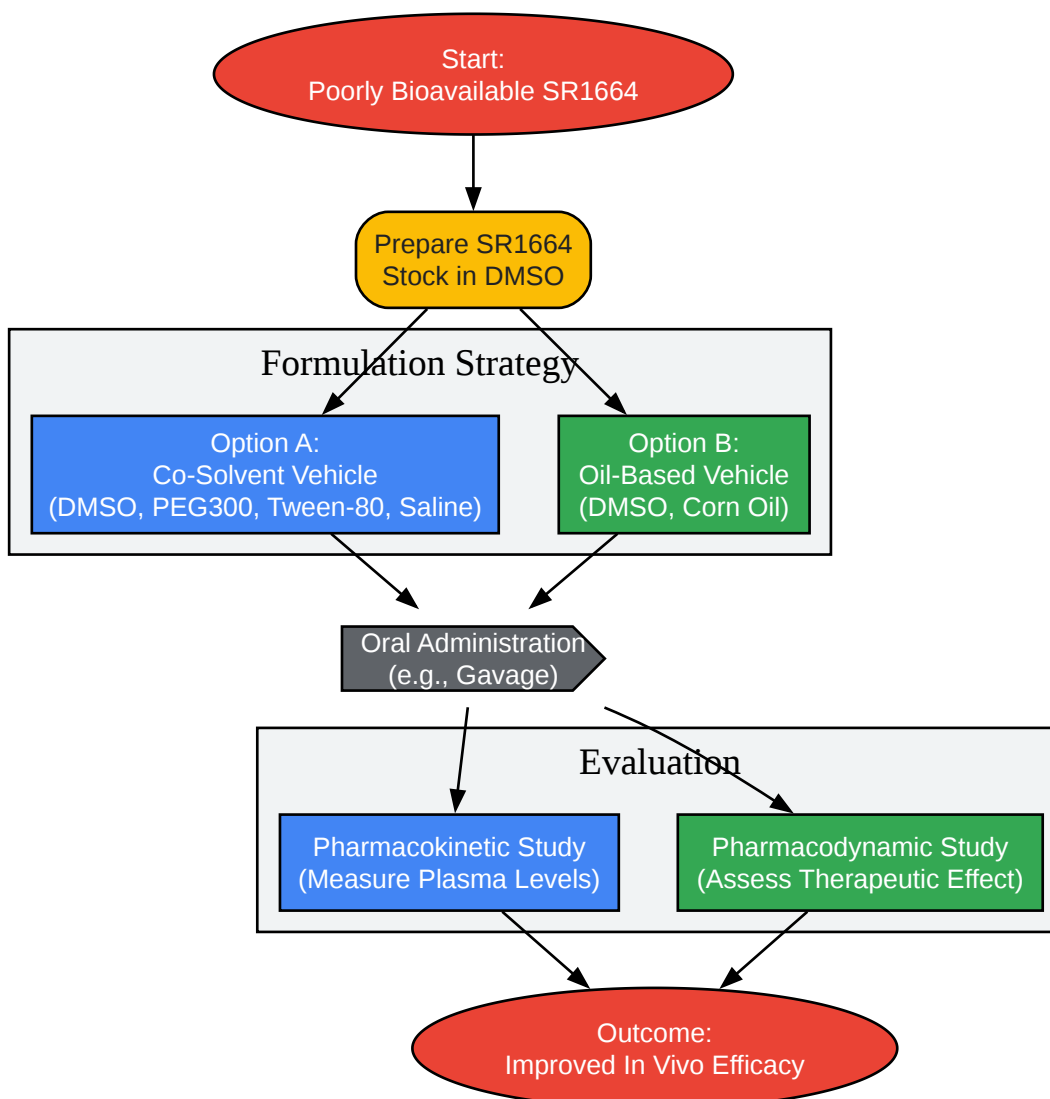 Start:
Poorly Bioavailable SR1664
Prepare SR1664
Stock in DMSO
Formulation Strategy
Option A:
Co-Solvent Vehicle
(DMSO, PEG300, Tween-80, Saline)
Option B:
Oil-Based Vehicle
(DMSO, Corn Oil)
Oral Administration
(e.g., Gavage)
Evaluation
Pharmacokinetic Study
(Measure Plasma Levels)
Pharmacodynamic Study
(Assess Therapeutic Effect)
Outcome:
Improved In Vivo Efficacy